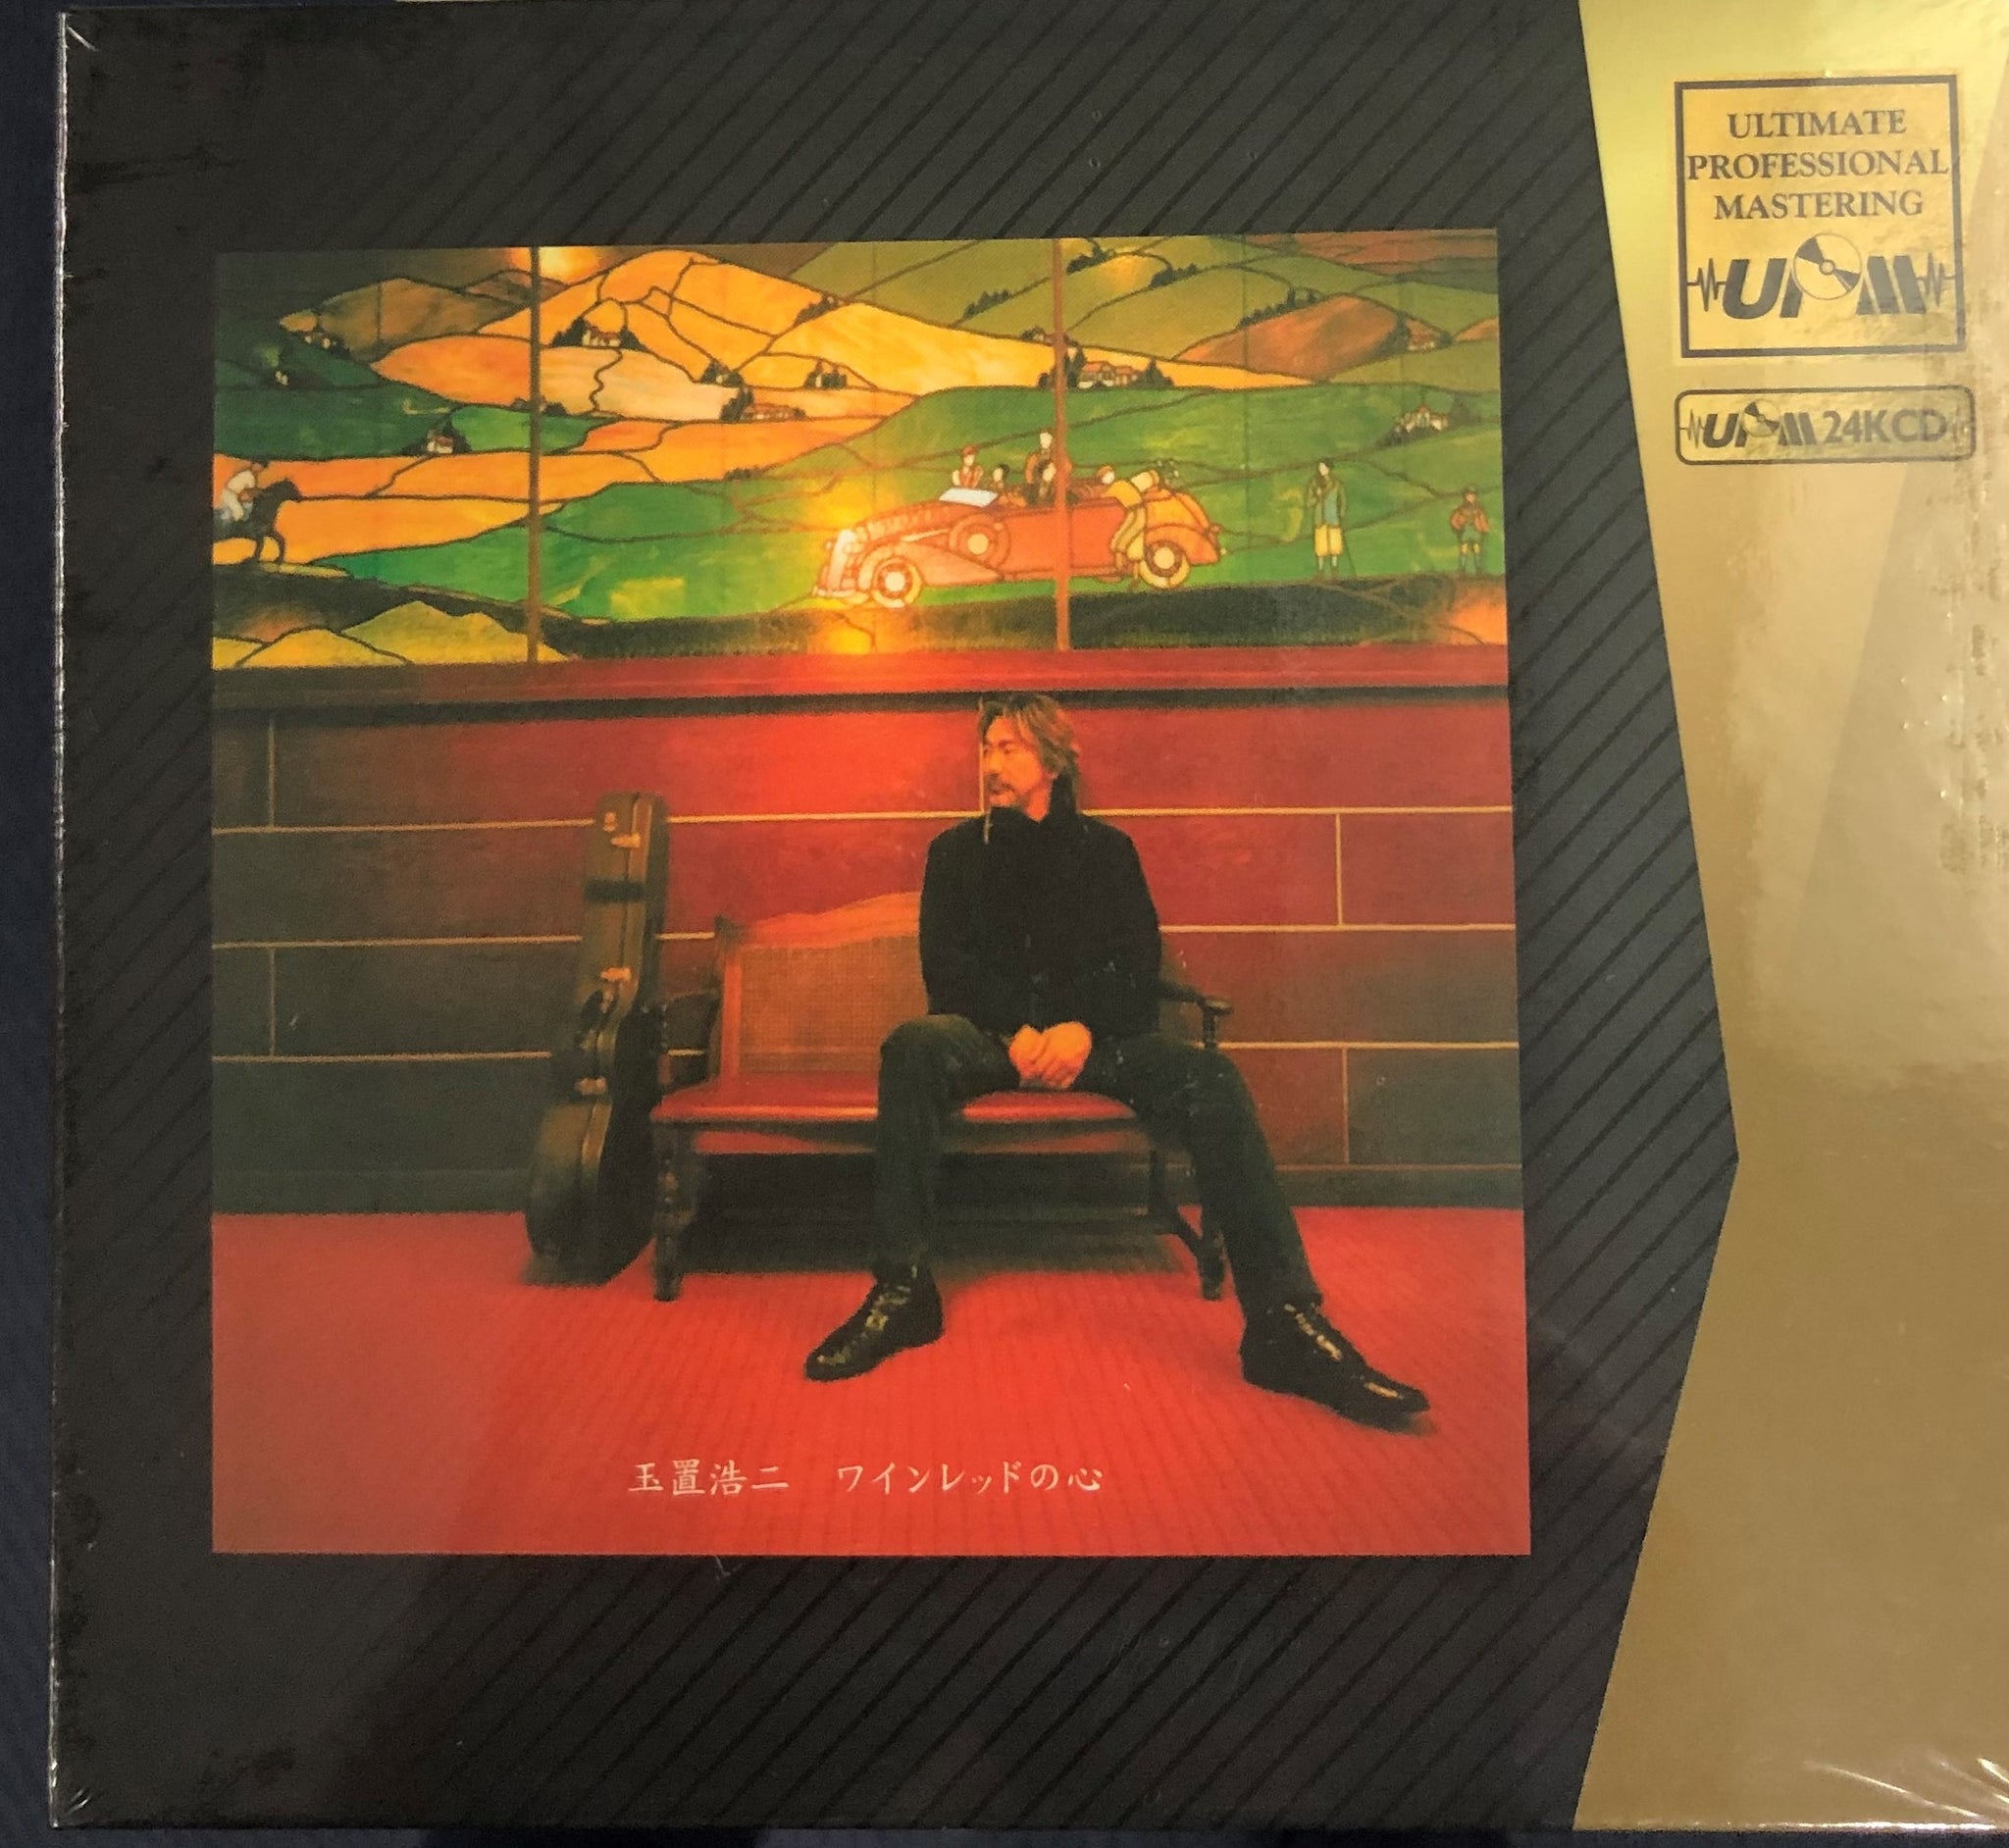 ULTIMATE
PROFESSIONAL
MASTERING
UPM
UPM 24K CD
玉置浩二　ワインレッドの心